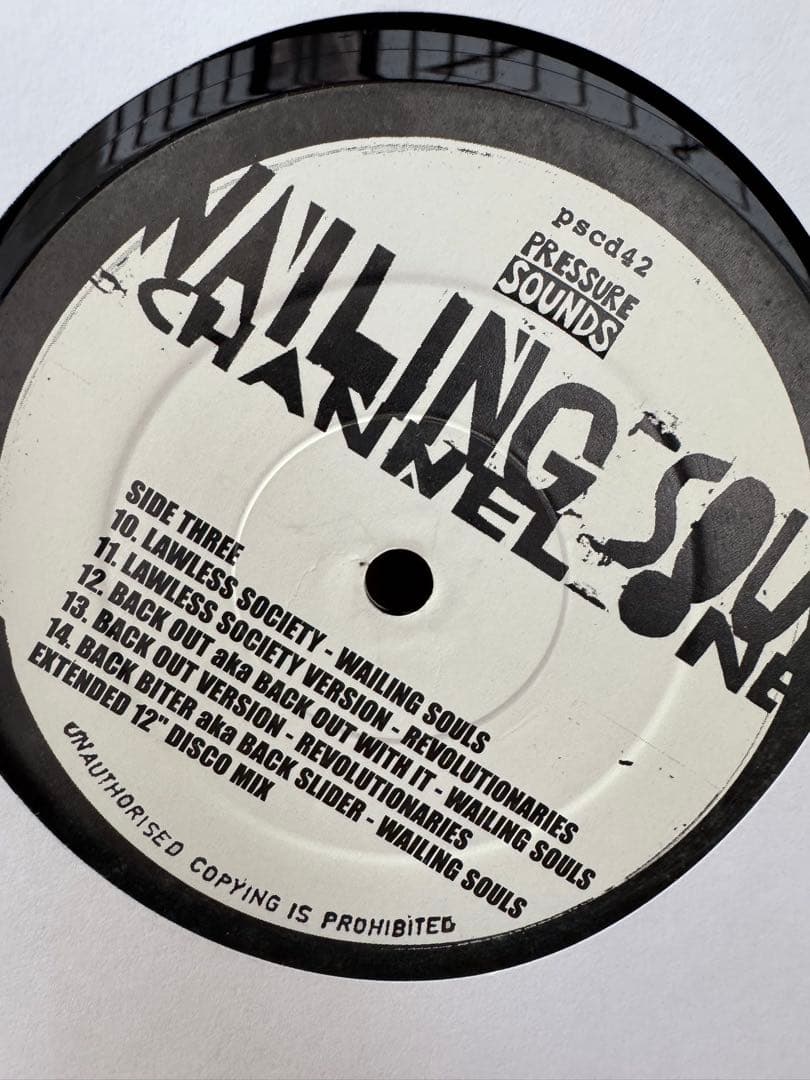 pscd42
PRESSURE
SOUNDS
WAILING SOU
CHANNEL ONE
SIDE THREE
10. LAWLESS SOCIETY - WAILING SOULS
11. LAWLESS SOCIETY VERSION - REVOLUTIONARIES
12. BACK OUT aka BACK OUT WITH IT - WAILING SOULS
13. BACK OUT VERSION - REVOLUTIONARIES
14. BACK BITER aka BACK SLIDER - WAILING SOULS
EXTENDED 12" DISCO MIX
UNAUTHORISED COPYING IS PROHIBITED